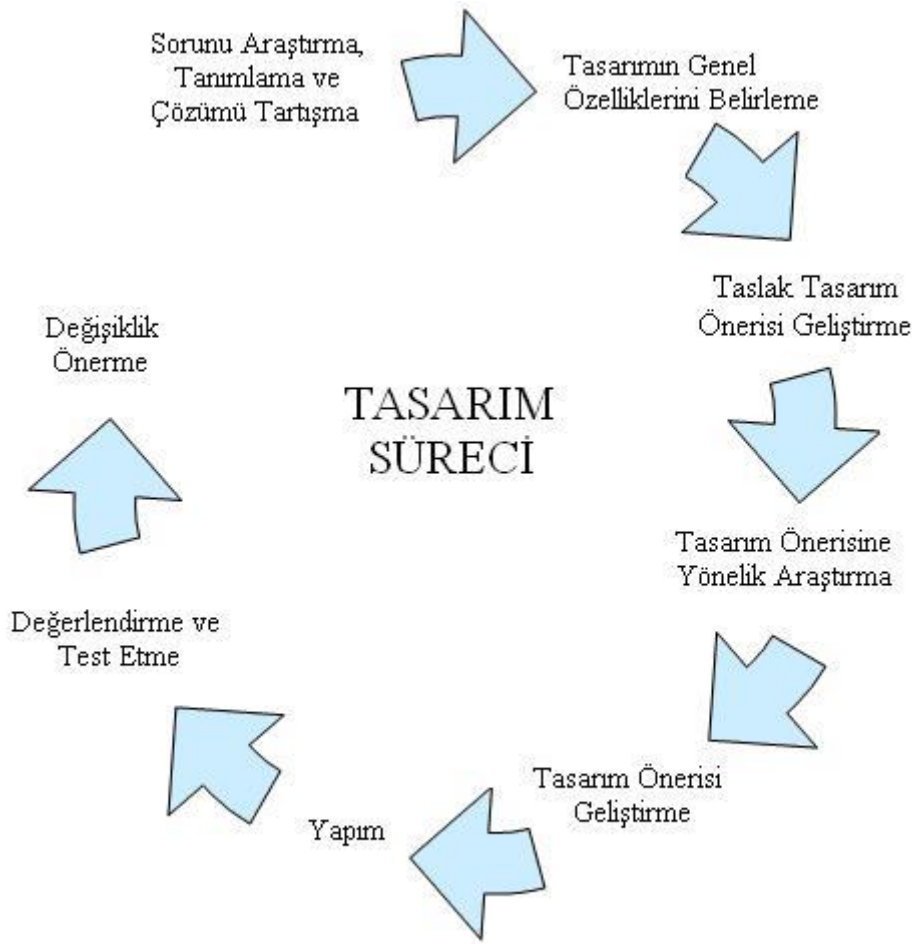 Sorunu Araştırma,
Tanımlama ve
Çözümü Tartışma
Tasarımın Genel
Özelliklerini Belirleme
Taslak Tasarım
Önerisi Geliştirme
Tasarım Önerisine
Yönelik Araştırma
Tasarım Önerisi
Geliştirme
Yapım
Değerlendirme ve
Test Etme
Değişiklik
Önerme
TASARIM
SÜRECİ